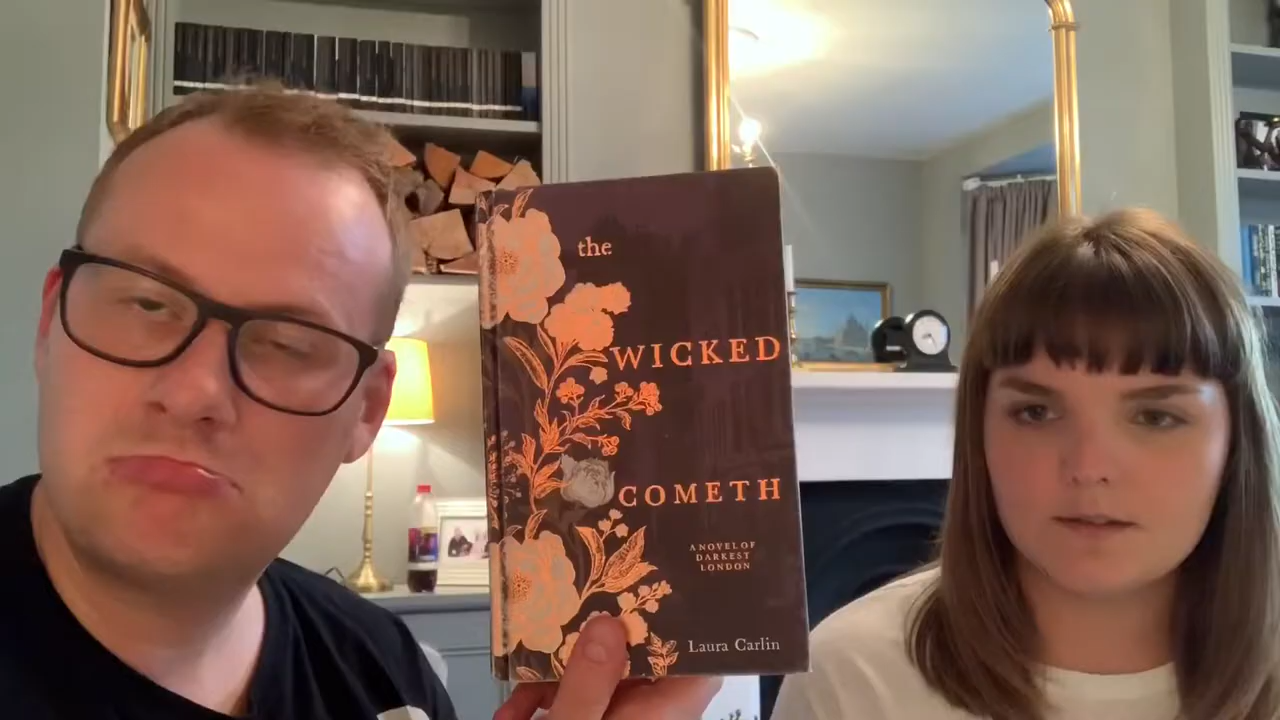 the
WICKED
COMETH
A NOVEL OF
DARKEST
LONDON
Laura Carlin